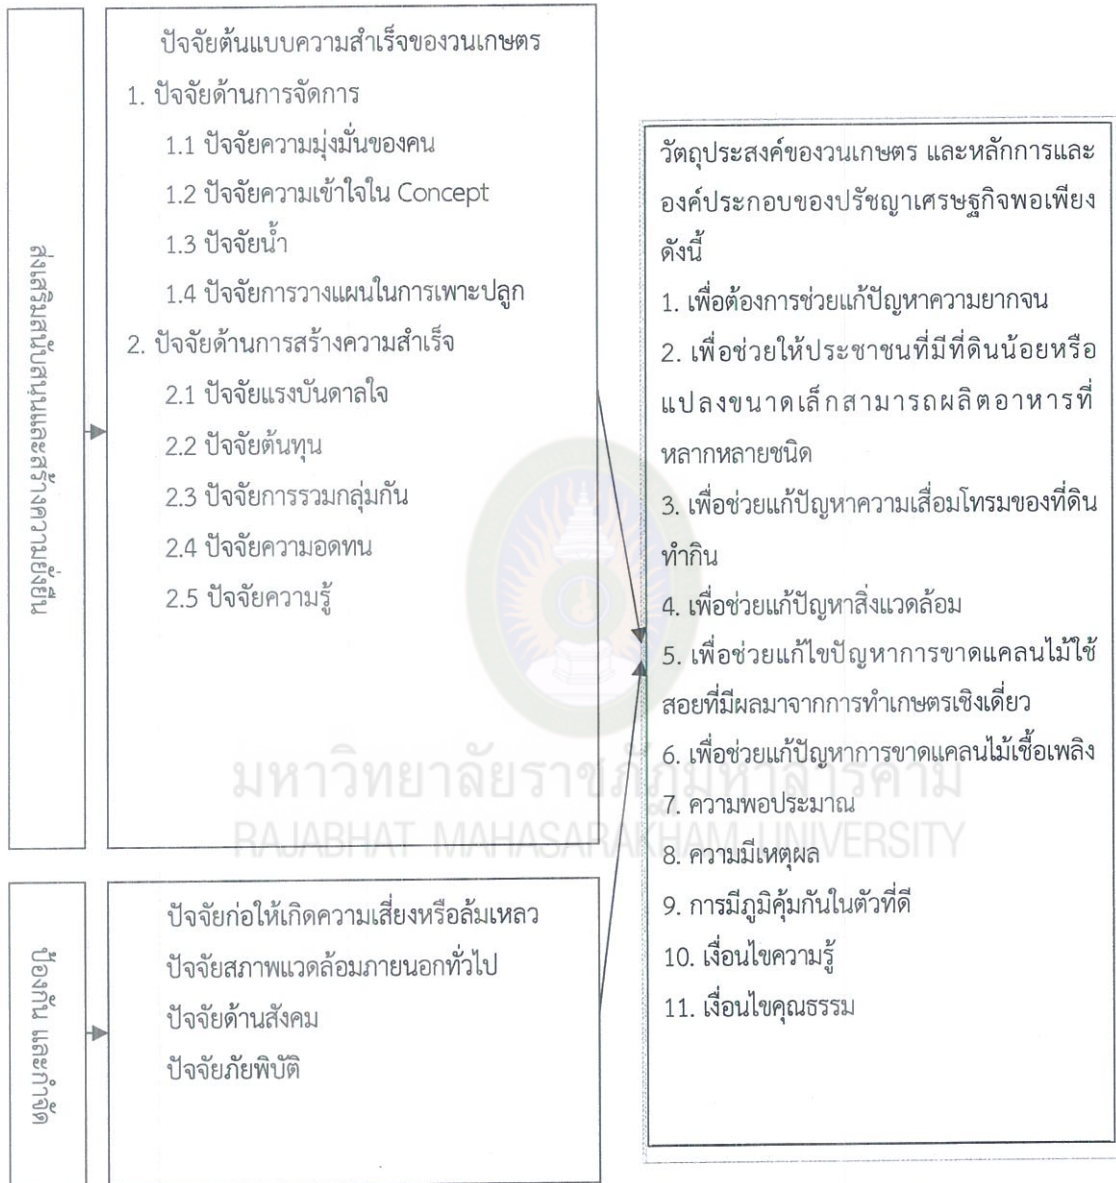 ส่งเสริมสนับสนุนและสร้างความยั่งยืน
ปัจจัยต้นแบบความสำเร็จของวนเกษตร
1. ปัจจัยด้านการจัดการ
1.1 ปัจจัยความมุ่งมั่นของคน
1.2 ปัจจัยความเข้าใจใน Concept
1.3 ปัจจัยน้ำ
1.4 ปัจจัยการวางแผนในการเพาะปลูก
2. ปัจจัยด้านการสร้างความสำเร็จ
2.1 ปัจจัยแรงบันดาลใจ
2.2 ปัจจัยต้นทุน
2.3 ปัจจัยการรวมกลุ่มกัน
2.4 ปัจจัยความอดทน
2.5 ปัจจัยความรู้
ป้องกัน และกำจัด
ปัจจัยก่อให้เกิดความเสี่ยงหรือล้มเหลว
ปัจจัยสภาพแวดล้อมภายนอกทั่วไป
ปัจจัยด้านสังคม
ปัจจัยภัยพิบัติ
วัตถุประสงค์ของวนเกษตร และหลักการและ
องค์ประกอบของปรัชญาเศรษฐกิจพอเพียง
ดังนี้
1. เพื่อต้องการช่วยแก้ปัญหาความยากจน
2. เพื่อช่วยให้ประชาชนที่มีที่ดินน้อยหรือ
แปลงขนาดเล็กสามารถผลิตอาหารที่
หลากหลายชนิด
3. เพื่อช่วยแก้ปัญหาความเสื่อมโทรมของที่ดิน
ทำกิน
4. เพื่อช่วยแก้ปัญหาสิ่งแวดล้อม
5. เพื่อช่วยแก้ไขปัญหาการขาดแคลนไม้ใช้
สอยที่มีผลมาจากการทำเกษตรเชิงเดี่ยว
6. เพื่อช่วยแก้ปัญหาการขาดแคลนไม้เชื้อเพลิง
7. ความพอประมาณ
8. ความมีเหตุผล
9. การมีภูมิคุ้มกันในตัวที่ดี
10. เงื่อนไขความรู้
11. เงื่อนไขคุณธรรม
มหาวิทยาลัยราชภัฏมหาสารคาม
RAJABHAT MAHASARAKHAM UNIVERSITY